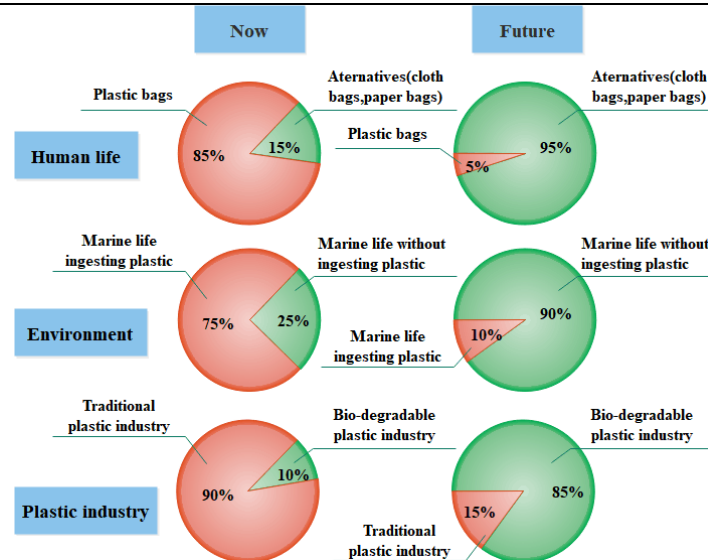 Now
Future
Human life
Plastic bags
85%
15%
Aternatives(cloth
bags,paper bags)
Plastic bags
5%
95%
Aternatives(cloth
bags,paper bags)
Environment
Marine life
ingesting plastic
75%
25%
Marine life without
ingesting plastic
Marine life
ingesting plastic
10%
90%
Marine life without
ingesting plastic
Plastic industry
Traditional
plastic industry
90%
10%
Bio-degradable
plastic industry
Traditional
plastic industry
15%
85%
Bio-degradable
plastic industry